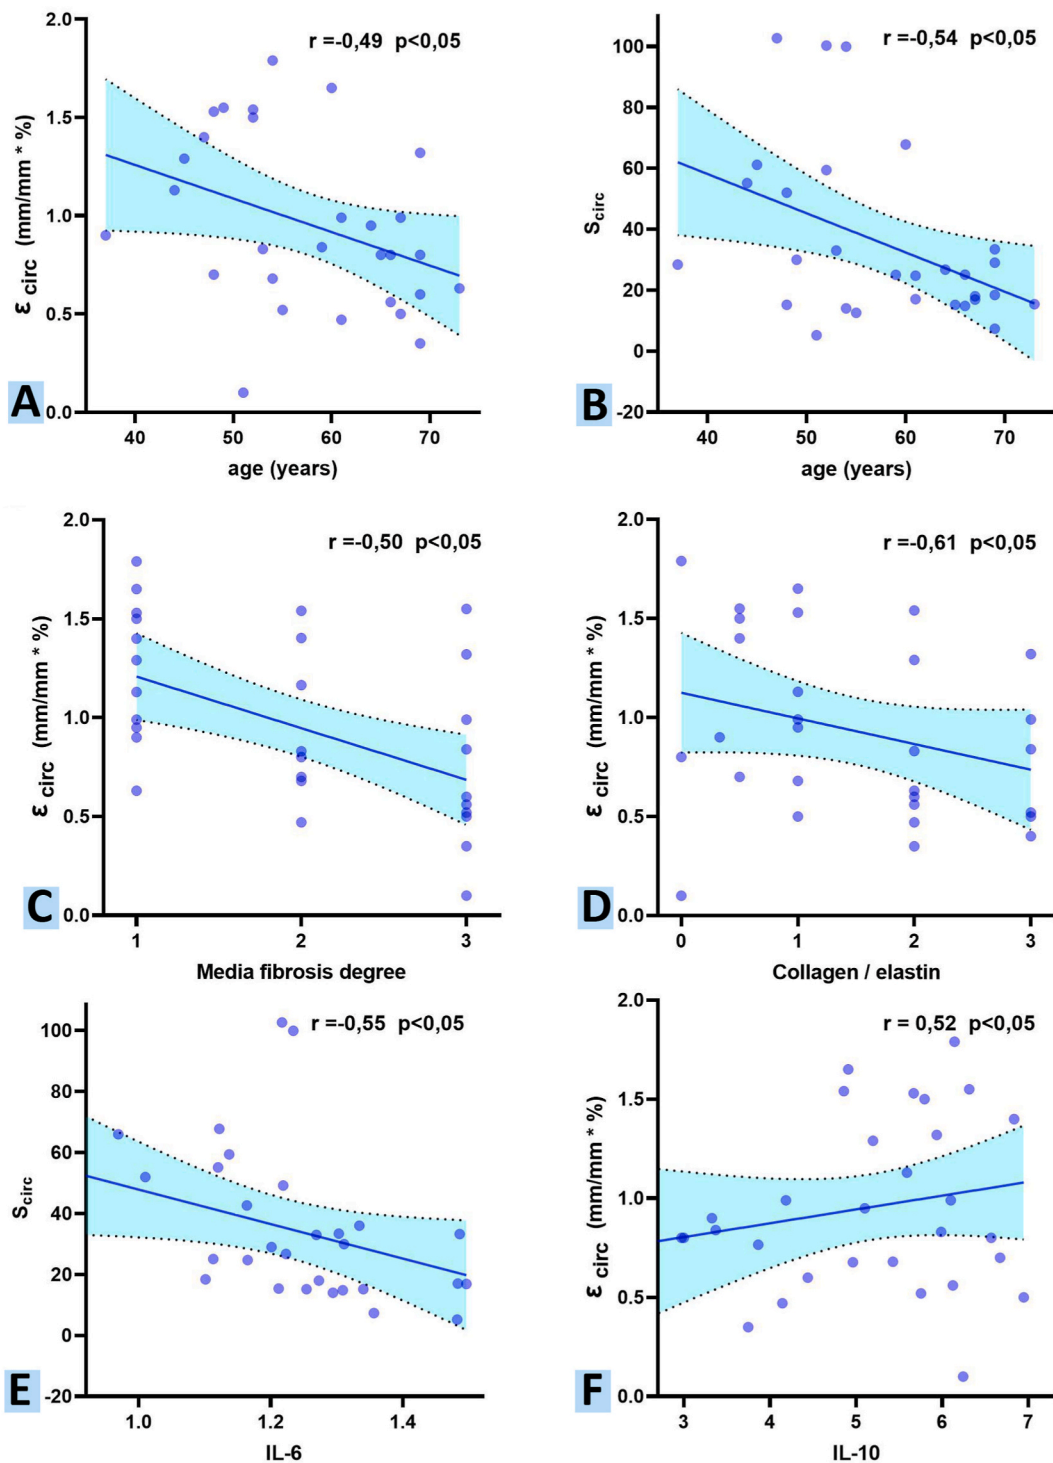 r =-0,49 p<0,05
2.0
1.5
1.0
0.5
0.0
ε circ (mm/mm * %)
A
40 50 60 70
age (years)
r =-0,54 p<0,05
100
80
60
40
20
0
-20
Scirc
B
40 50 60 70
age (years)
r =-0,50 p<0,05
2.0
1.5
1.0
0.5
0.0
ε circ (mm/mm * %)
C
1 2 3
Media fibrosis degree
r =-0,61 p<0,05
2.0
1.5
1.0
0.5
0.0
ε circ (mm/mm * %)
D
0 1 2 3
Collagen / elastin
r =-0,55 p<0,05
100
80
60
40
20
0
-20
Scirc
E
1.0 1.2 1.4
IL-6
r = 0,52 p<0,05
2.0
1.5
1.0
0.5
0.0
ε circ (mm/mm * %)
F
3 4 5 6 7
IL-10